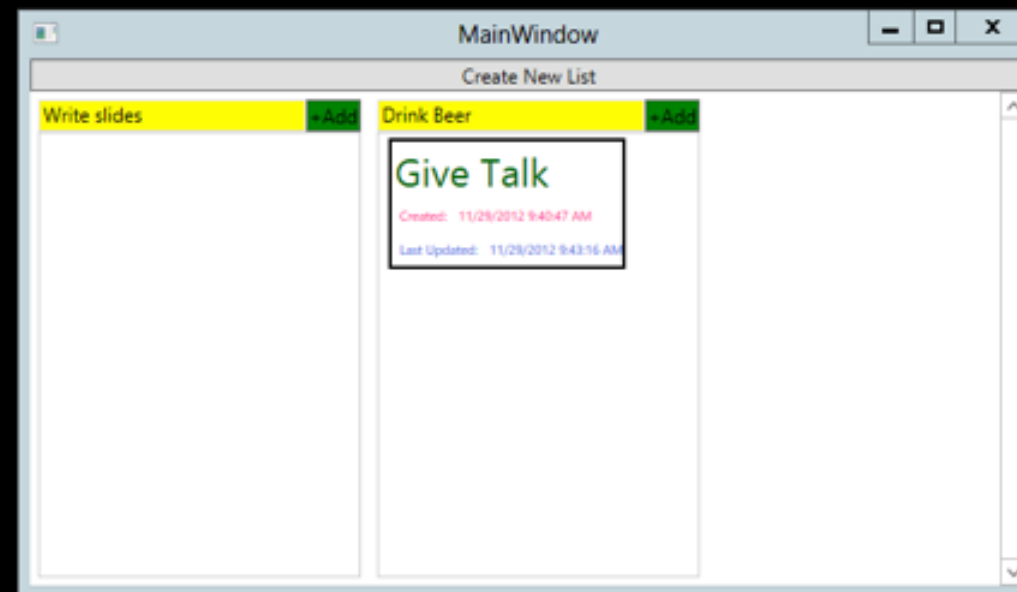 MainWindow
Create New List
Write slides +Add Drink Beer +Add
Give Talk
Created: 11/29/2012 9:40:47 AM
Last Updated: 11/29/2012 9:43:16 AM